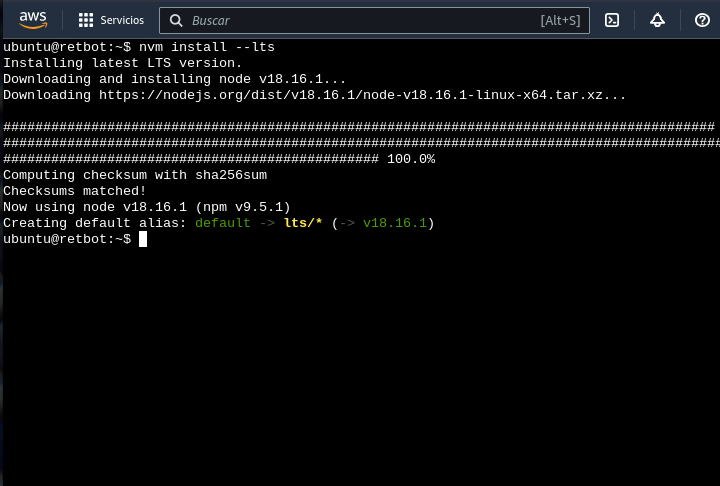 aws Servicios Buscar [Alt+S]
ubuntu@retbot:~$ nvm install --lts
Installing latest LTS version.
Downloading and installing node v18.16.1...
Downloading https://nodejs.org/dist/v18.16.1/node-v18.16.1-linux-x64.tar.xz...
#########################################################################################
##########################################################################################
############################################### 100.0%
Computing checksum with sha256sum
Checksums matched!
Now using node v18.16.1 (npm v9.5.1)
Creating default alias: default -> lts/* (-> v18.16.1)
ubuntu@retbot:~$